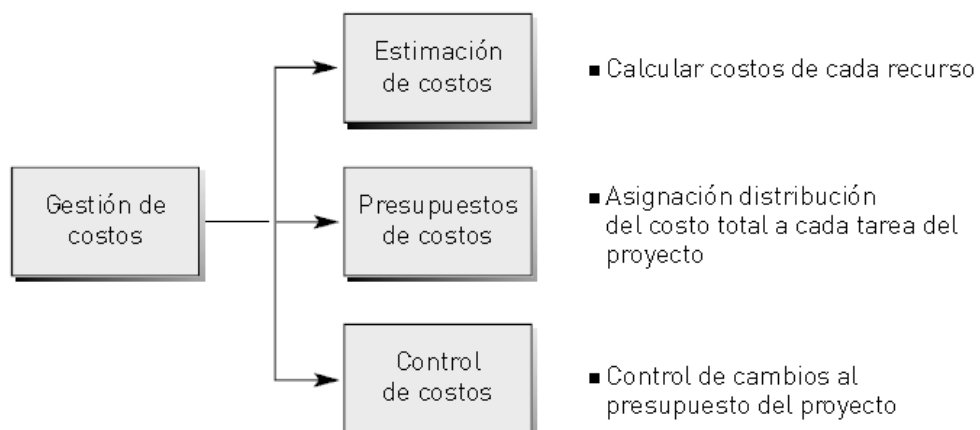 Gestión de
costos
Estimación
de costos
■ Calcular costos de cada recurso
Presupuestos
de costos
■ Asignación distribución
del costo total a cada tarea del
proyecto
Control
de costos
■ Control de cambios al
presupuesto del proyecto